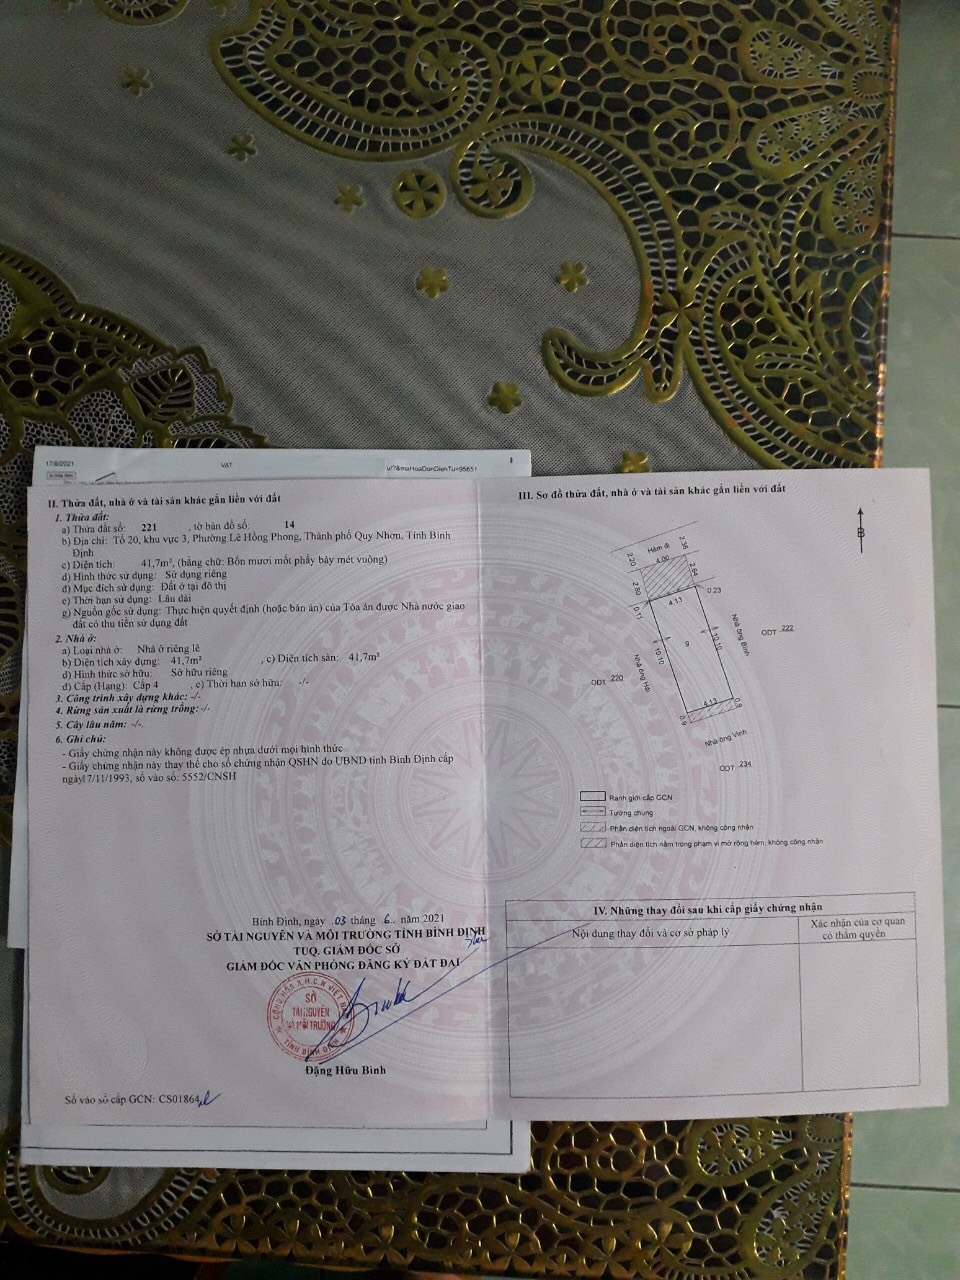 17/8/2021
VAT
u/?&maHoaDonDienTu=95651
II. Thửa đất, nhà ở và tài sản khác gắn liền với đất
1. Thửa đất:
a) Thửa đất số: 221 , tờ bản đồ số: 14
b) Địa chỉ: Tổ 20, khu vực 3, Phường Lê Hồng Phong, Thành phố Quy Nhơn, Tỉnh Bình
Định
c) Diện tích: 41,7m², (bằng chữ: Bốn mươi mốt phẩy bảy mét vuông)
d) Hình thức sử dụng: Sử dụng riêng
đ) Mục đích sử dụng: Đất ở tại đô thị
e) Thời hạn sử dụng: Lâu dài
g) Nguồn gốc sử dụng: Thực hiện quyết định (hoặc bản án) của Tòa án được Nhà nước giao
đất có thu tiền sử dụng đất
2. Nhà ở:
a) Loại nhà ở: Nhà ở riêng lẻ
b) Diện tích xây dựng: 41,7m² , c) Diện tích sàn: 41,7m²
d) Hình thức sở hữu: Sở hữu riêng
đ) Cấp (Hạng): Cấp 4 , e) Thời hạn sở hữu: -/-
3. Công trình xây dựng khác: -/-
4. Rừng sản xuất là rừng trồng: -/-
5. Cây lâu năm: -/-.
6. Ghi chú:
- Giấy chứng nhận này không được ép nhựa dưới mọi hình thức
- Giấy chứng nhận này thay thế cho số chứng nhận QSHN do UBND tỉnh Bình Định cấp
ngày17/11/1993, số vào sổ: 5552/CNSH
Bình Định, ngày 03 tháng 6 năm 2021
SỞ TÀI NGUYÊN VÀ MÔI TRƯỜNG TỈNH BÌNH ĐỊNH
TUQ. GIÁM ĐỐC SỞ
GIÁM ĐỐC VĂN PHÒNG ĐĂNG KÝ ĐẤT ĐAI
CỘNG HÒA X.H.C.N VIỆT NAM
SỞ
TÀI NGUYÊN
VÀ MÔI TRƯỜNG
TỈNH BÌNH ĐỊNH
Đặng Hữu Bình
Số vào sổ cấp GCN: CS01864
III. Sơ đồ thửa đất, nhà ở và tài sản khác gắn liền với đất
B
Hẻm đi
2.20
4.00
2.36
2.80
2.64
0.11
4.13
0.23
9
10.10
10.10
Nhà ông Bình
ODT 222
Nhà ông Hải
ODT 220
4.13
0.9
0.9
Nhà ông Vinh
ODT 234
Ranh giới cấp GCN
Tường chung
Phần diện tích ngoài GCN, không công nhận
Phần diện tích nằm trong phạm vi mở rộng hẻm, không công nhận
IV. Những thay đổi sau khi cấp giấy chứng nhận
Nội dung thay đổi và cơ sở pháp lý
Xác nhận của cơ quan
có thẩm quyền